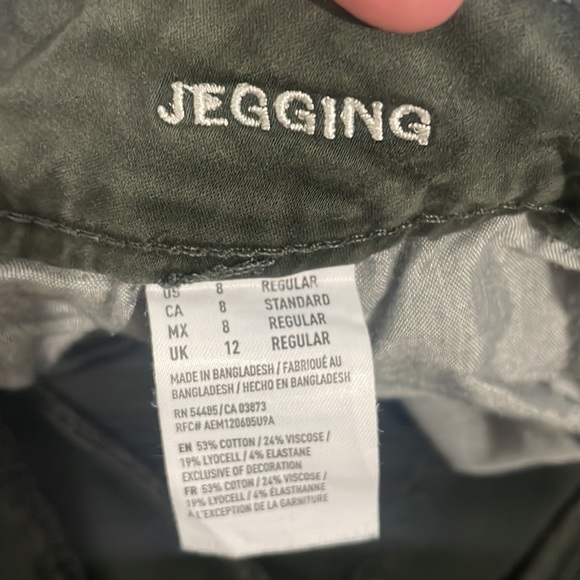 JEGGING
US 8 REGULAR
CA 8 STANDARD
MX 8 REGULAR
UK 12 REGULAR
MADE IN BANGLADESH / FABRIQUÉ AU
BANGLADESH / HECHO EN BANGLADESH
RN 54485/CA 03873
RFC# AEM120605U9A
EN 53% COTTON / 24% VISCOSE /
19% LYOCELL / 4% ELASTANE
EXCLUSIVE OF DECORATION
FR 53% COTON / 24% VISCOSE /
19% LYOCELL / 4% ÉLASTHANNE
À L'EXCEPTION DE LA GARNITURE